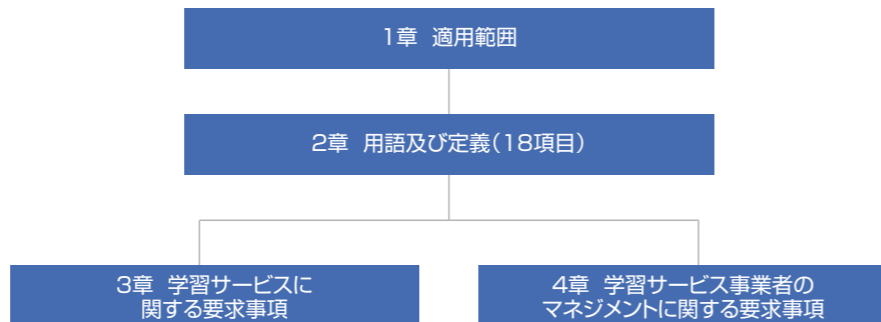 1章 適用範囲
2章 用語及び定義(18項目)
3章 学習サービスに
関する要求事項
4章 学習サービス事業者の
マネジメントに関する要求事項